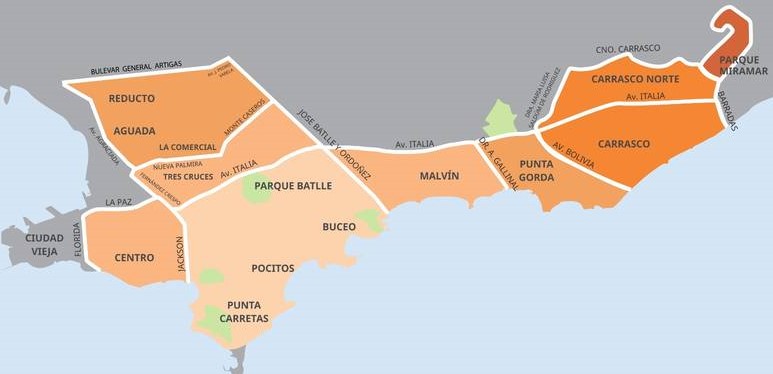 BULEVAR GENERAL ARTIGAS
AV. J. PEDRO
VARELA
REDUCTO
AGUADA
LA COMERCIAL
MONTE CASEROS
Av. AGRACIADA
NUEVA PALMIRA
TRES CRUCES
FERNÁNDEZ CRESPO
Av. ITALIA
JOSE BATLLE Y ORDOÑEZ
PARQUE BATLLE
LA PAZ
CIUDAD
VIEJA
FLORIDA
CENTRO
JACKSON
BUCEO
POCITOS
PUNTA
CARRETAS
Av. ITALIA
MALVÍN
DR. A. GALLINAL
PUNTA
GORDA
AV. BOLIVIA
DRA. MARIA LUISA
SALDUM DE RODRIGUEZ
CNO. CARRASCO
CARRASCO NORTE
Av. ITALIA
CARRASCO
BARRADAS
PARQUE
MIRAMAR